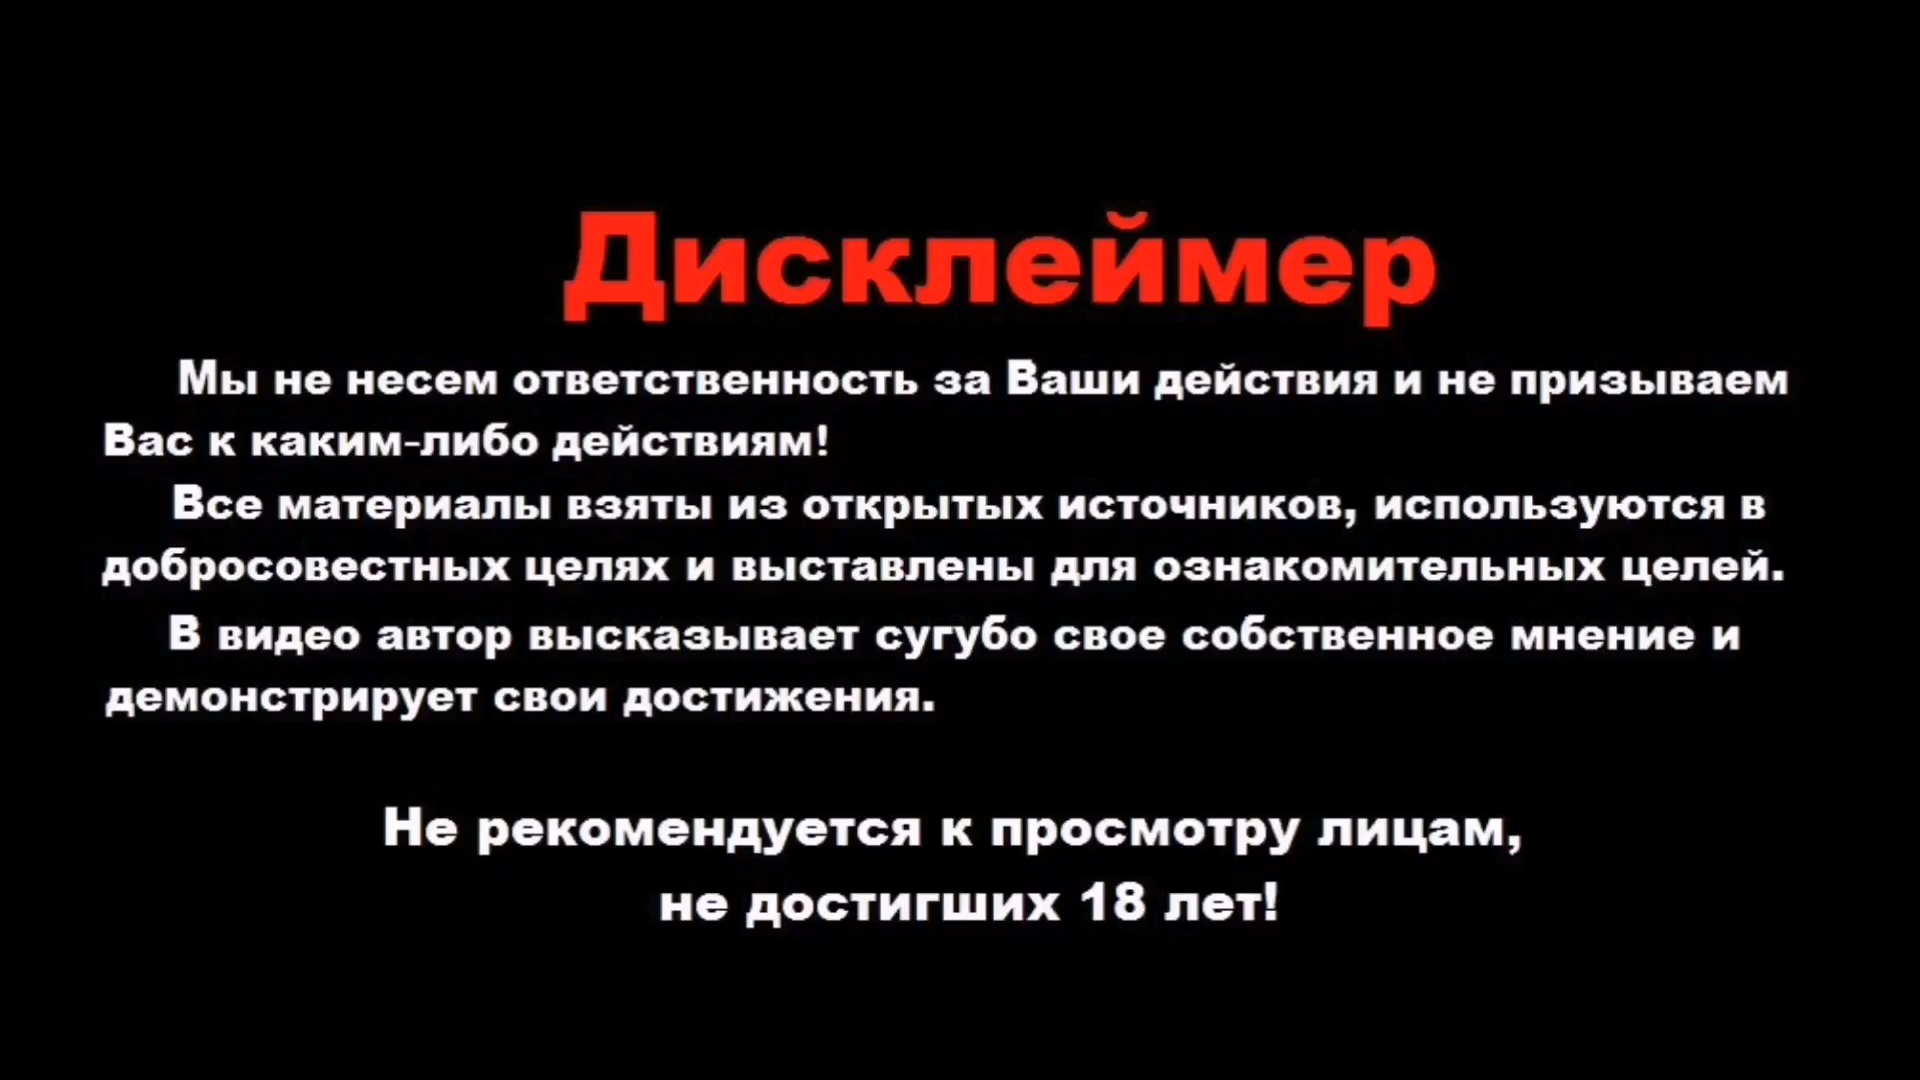 Дисклеймер
Мы не несем ответственность за Ваши действия и не призываем
Вас к каким-либо действиям!
Все материалы взяты из открытых источников, используются в
добросовестных целях и выставлены для ознакомительных целей.
В видео автор высказывает сугубо свое собственное мнение и
демонстрирует свои достижения.
Не рекомендуется к просмотру лицам,
не достигших 18 лет!